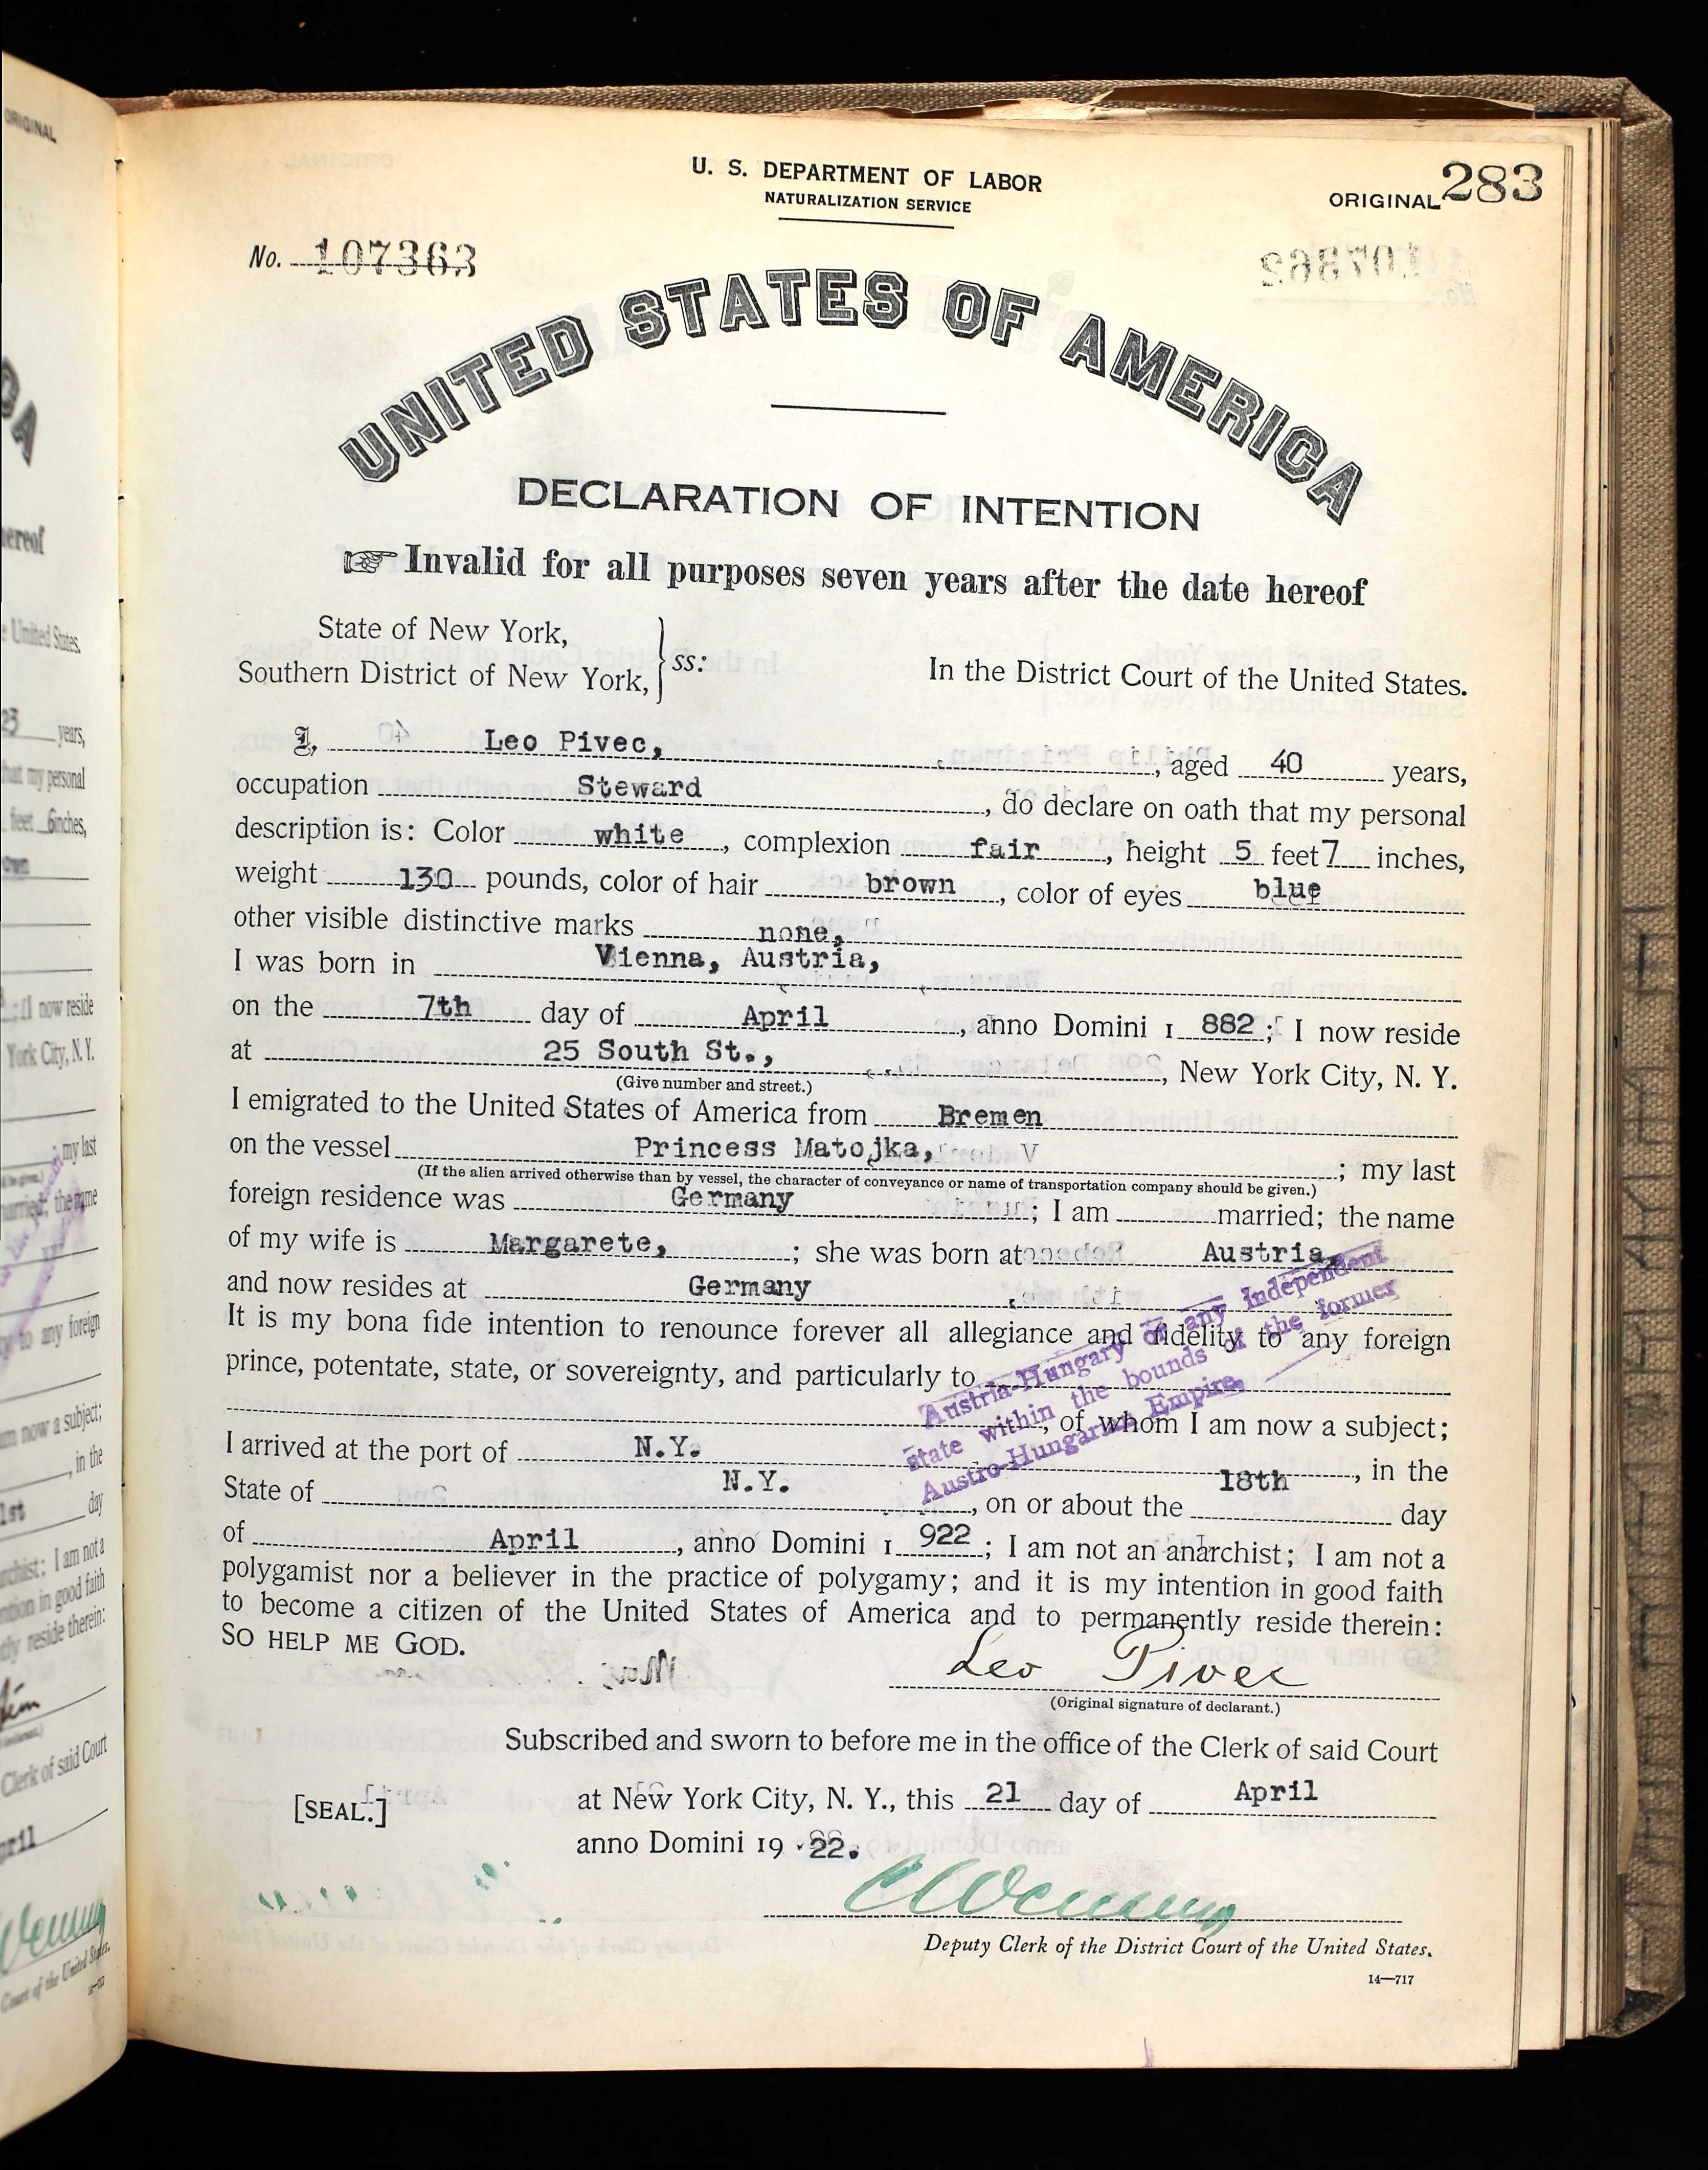 U. S. DEPARTMENT OF LABOR
NATURALIZATION SERVICE
ORIGINAL 283
No. 107363
UNITED STATES OF AMERICA
DECLARATION OF INTENTION
☞ Invalid for all purposes seven years after the date hereof
State of New York,
Southern District of New York, } ss:
In the District Court of the United States.
I, Leo Pivec, , aged 40 years,
occupation Steward , do declare on oath that my personal
description is: Color white , complexion fair , height 5 feet 7 inches,
weight 130 pounds, color of hair brown , color of eyes blue
other visible distinctive marks none,
I was born in Vienna, Austria,
on the 7th day of April , anno Domini 1 882 ; I now reside
at 25 South St., , New York City, N. Y.
(Give number and street.)
I emigrated to the United States of America from Bremen
on the vessel Princess Matojka, ; my last
(If the alien arrived otherwise than by vessel, the character of conveyance or name of transportation company should be given.)
foreign residence was Germany ; I am married; the name
of my wife is Margarete, ; she was born at Austria,
and now resides at Germany
It is my bona fide intention to renounce forever all allegiance and fidelity to any foreign
prince, potentate, state, or sovereignty, and particularly to
Austria-Hungary or any independent
state within the bounds of the former
Austro-Hungarian Empire.
, of whom I am now a subject;
I arrived at the port of N.Y. , in the
State of N.Y. , on or about the 18th day
of April , anno Domini 1 922 ; I am not an anarchist; I am not a
polygamist nor a believer in the practice of polygamy; and it is my intention in good faith
to become a citizen of the United States of America and to permanently reside therein:
SO HELP ME GOD.
Leo Pivec
(Original signature of declarant.)
Subscribed and sworn to before me in the office of the Clerk of said Court
[SEAL.] at New York City, N. Y., this 21 day of April
anno Domini 19 22.
Deputy Clerk of the District Court of the United States.
14—717